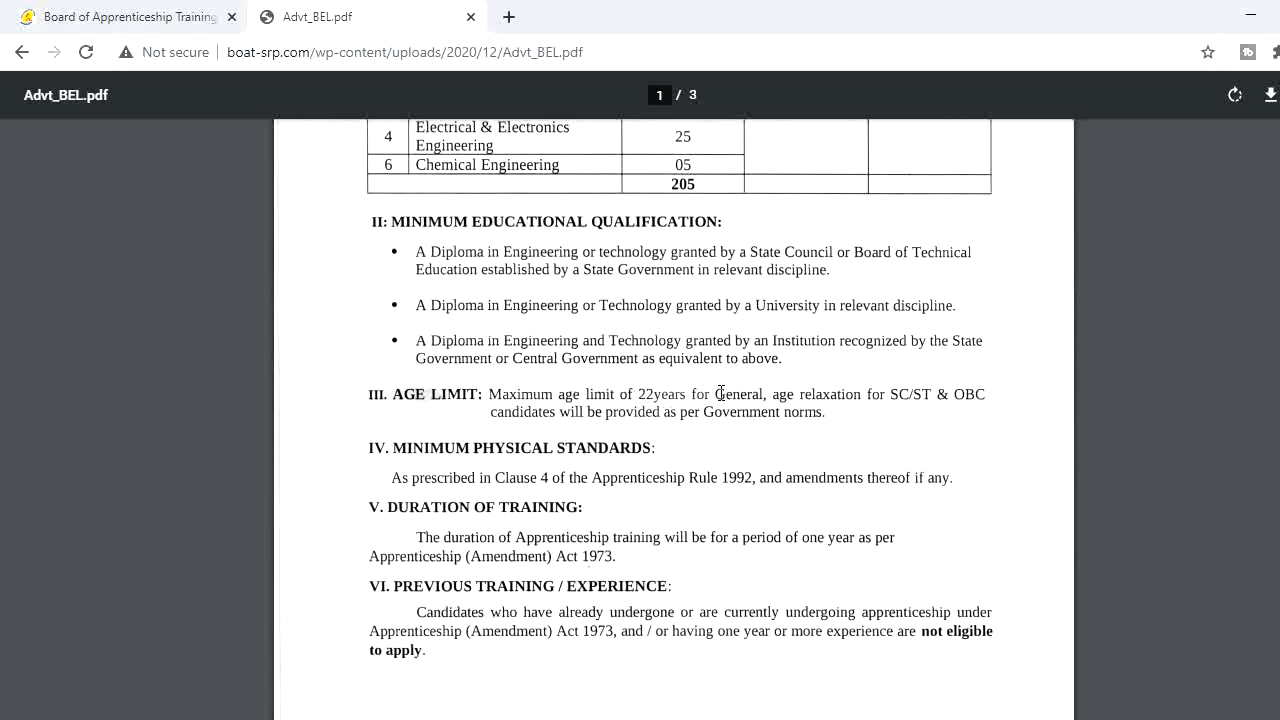 Board of Apprenticeship Training
Advt_BEL.pdf
Not secure boat-srp.com/wp-content/uploads/2020/12/Advt_BEL.pdf
Advt_BEL.pdf 1 / 3
4 Electrical & Electronics Engineering 25
6 Chemical Engineering 05
205
II: MINIMUM EDUCATIONAL QUALIFICATION:
• A Diploma in Engineering or technology granted by a State Council or Board of Technical
Education established by a State Government in relevant discipline.
• A Diploma in Engineering or Technology granted by a University in relevant discipline.
• A Diploma in Engineering and Technology granted by an Institution recognized by the State
Government or Central Government as equivalent to above.
III. AGE LIMIT: Maximum age limit of 22years for General, age relaxation for SC/ST & OBC
candidates will be provided as per Government norms.
IV. MINIMUM PHYSICAL STANDARDS:
As prescribed in Clause 4 of the Apprenticeship Rule 1992, and amendments thereof if any.
V. DURATION OF TRAINING:
The duration of Apprenticeship training will be for a period of one year as per
Apprenticeship (Amendment) Act 1973.
VI. PREVIOUS TRAINING / EXPERIENCE:
Candidates who have already undergone or are currently undergoing apprenticeship under
Apprenticeship (Amendment) Act 1973, and / or having one year or more experience are not eligible
to apply.